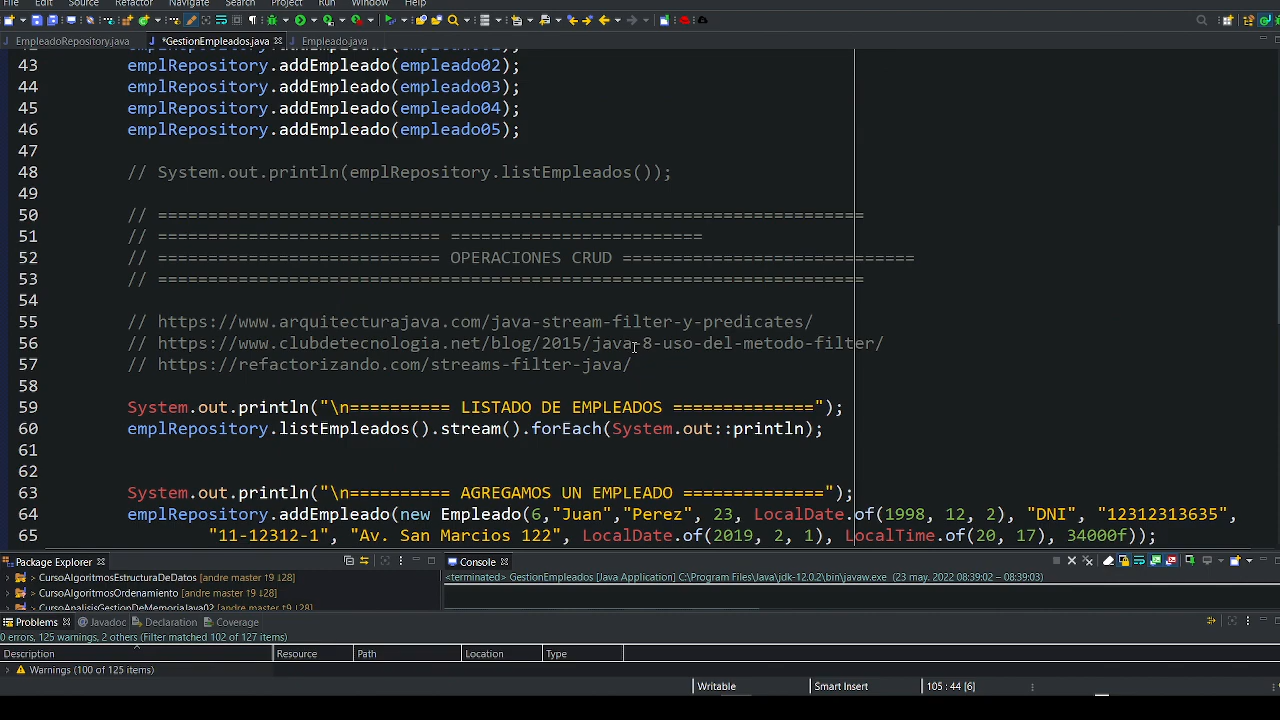 File Edit Source Refactor Navigate Search Project Run Window Help
EmpleadoRepository.java *GestionEmpleados.java Empleado.java
43 emplRepository.addEmpleado(empleado02);
44 emplRepository.addEmpleado(empleado03);
45 emplRepository.addEmpleado(empleado04);
46 emplRepository.addEmpleado(empleado05);
47
48 // System.out.println(emplRepository.listEmpleados());
49
50 // ======================================================================
51 // ============================ =========================
52 // ============================ OPERACIONES CRUD =============================
53 // ======================================================================
54
55 // https://www.arquitecturajava.com/java-stream-filter-y-predicates/
56 // https://www.clubdetecnologia.net/blog/2015/java-8-uso-del-metodo-filter/
57 // https://refactorizando.com/streams-filter-java/
58
59 System.out.println("\n========== LISTADO DE EMPLEADOS ==============");
60 emplRepository.listEmpleados().stream().forEach(System.out::println);
61
62
63 System.out.println("\n========== AGREGAMOS UN EMPLEADO ==============");
64 emplRepository.addEmpleado(new Empleado(6,"Juan","Perez", 23, LocalDate.of(1998, 12, 2), "DNI", "12312313635",
65 "11-12312-1", "Av. San Marcios 122", LocalDate.of(2019, 2, 1), LocalTime.of(20, 17), 34000f));
Package Explorer
CursoAlgoritmosEstructuraDeDatos [andre master ↑9 ↓28]
CursoAlgoritmosOrdenamiento [andre master ↑9 ↓28]
CursoAnalisisGestionDeMemoriaJava02 [andre master ↑9 ↓28]
Console
<terminated> GestionEmpleados [Java Application] C:\Program Files\Java\jdk-12.0.2\bin\javaw.exe (23 may. 2022 08:39:02 – 08:39:03)
Problems Javadoc Declaration Coverage
0 errors, 125 warnings, 2 others (Filter matched 102 of 127 items)
Description Resource Path Location Type
Warnings (100 of 125 items)
Writable Smart Insert 105 : 44 [6]